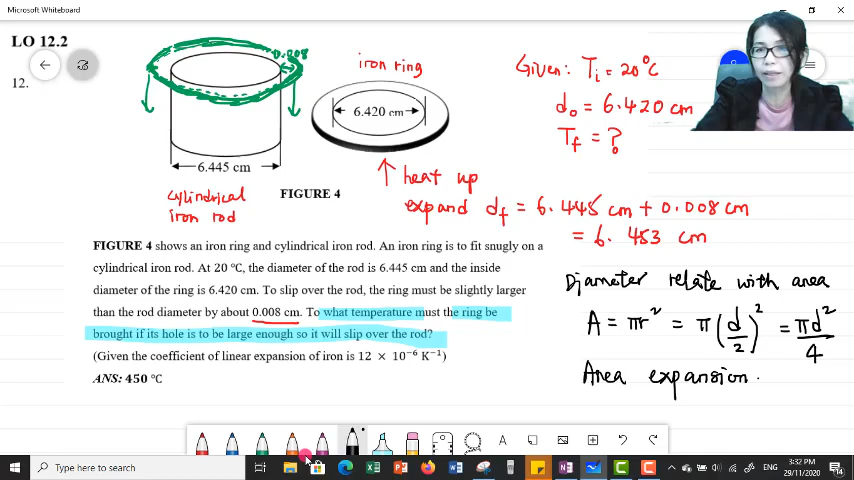 Microsoft Whiteboard
LO 12.2
12.
0.008
6.445 cm
cylindrical
iron rod
FIGURE 4
iron ring
6.420 cm
↑ heat up
expand df = 6.445 cm + 0.008 cm
= 6.453 cm
Given: Ti = 20°C
do = 6.420 cm
Tf = ?
FIGURE 4 shows an iron ring and cylindrical iron rod. An iron ring is to fit snugly on a
cylindrical iron rod. At 20 °C, the diameter of the rod is 6.445 cm and the inside
diameter of the ring is 6.420 cm. To slip over the rod, the ring must be slightly larger
than the rod diameter by about 0.008 cm. To what temperature must the ring be
brought if its hole is to be large enough so it will slip over the rod?
(Given the coefficient of linear expansion of iron is 12 × 10⁻⁶ K⁻¹)
ANS: 450 °C
Diameter relate with area
A = πr² = π(d/2)² = πd²/4
Area expansion.
Type here to search
ENG
3:32 PM
29/11/2020
14